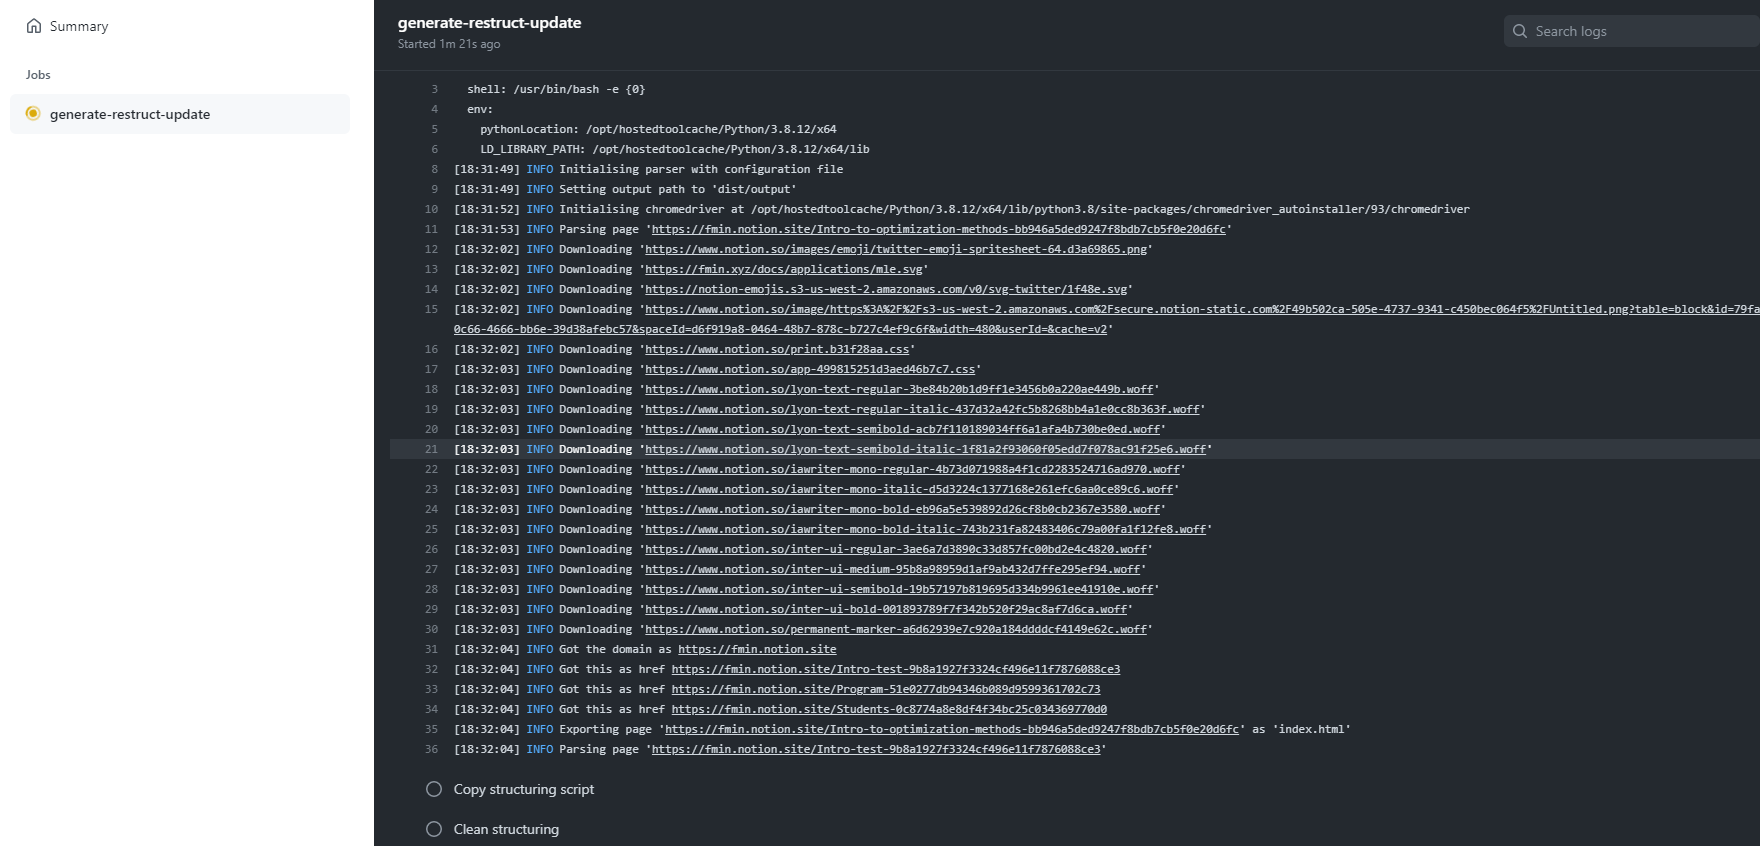 Summary
Jobs
generate-restruct-update
generate-restruct-update
Started 1m 21s ago
Search logs
3 shell: /usr/bin/bash -e {0}
4 env:
5 pythonLocation: /opt/hostedtoolcache/Python/3.8.12/x64
6 LD_LIBRARY_PATH: /opt/hostedtoolcache/Python/3.8.12/x64/lib
8 [18:31:49] INFO Initialising parser with configuration file
9 [18:31:49] INFO Setting output path to 'dist/output'
10 [18:31:52] INFO Initialising chromedriver at /opt/hostedtoolcache/Python/3.8.12/x64/lib/python3.8/site-packages/chromedriver_autoinstaller/93/chromedriver
11 [18:31:53] INFO Parsing page 'https://fmin.notion.site/Intro-to-optimization-methods-bb946a5ded9247f8bdb7cb5f0e20d6fc'
12 [18:32:02] INFO Downloading 'https://www.notion.so/images/emoji/twitter-emoji-spritesheet-64.d3a69865.png'
13 [18:32:02] INFO Downloading 'https://fmin.xyz/docs/applications/mle.svg'
14 [18:32:02] INFO Downloading 'https://notion-emojis.s3-us-west-2.amazonaws.com/v0/svg-twitter/1f48e.svg'
15 [18:32:02] INFO Downloading 'https://www.notion.so/image/https%3A%2F%2Fs3-us-west-2.amazonaws.com%2Fsecure.notion-static.com%2F49b502ca-505e-4737-9341-c450bec064f5%2FUntitled.png?table=block&id=79fa
0c66-4666-bb6e-39d38afebc57&spaceId=d6f919a8-0464-48b7-878c-b727c4ef9c6f&width=480&userId=&cache=v2'
16 [18:32:02] INFO Downloading 'https://www.notion.so/print.b31f28aa.css'
17 [18:32:03] INFO Downloading 'https://www.notion.so/app-499815251d3aed46b7c7.css'
18 [18:32:03] INFO Downloading 'https://www.notion.so/lyon-text-regular-3be84b20b1d9ff1e3456b0a220ae449b.woff'
19 [18:32:03] INFO Downloading 'https://www.notion.so/lyon-text-regular-italic-437d32a42fc5b8268bb4a1e0cc8b363f.woff'
20 [18:32:03] INFO Downloading 'https://www.notion.so/lyon-text-semibold-acb7f110189034ff6a1afa4b730be0ed.woff'
21 [18:32:03] INFO Downloading 'https://www.notion.so/lyon-text-semibold-italic-1f81a2f93060f05edd7f078ac91f25e6.woff'
22 [18:32:03] INFO Downloading 'https://www.notion.so/iawriter-mono-regular-4b73d071988a4f1cd2283524716ad970.woff'
23 [18:32:03] INFO Downloading 'https://www.notion.so/iawriter-mono-italic-d5d3224c1377168e261efc6aa0ce89c6.woff'
24 [18:32:03] INFO Downloading 'https://www.notion.so/iawriter-mono-bold-eb96a5e539892d26cf8b0cb2367e3580.woff'
25 [18:32:03] INFO Downloading 'https://www.notion.so/iawriter-mono-bold-italic-743b231fa82483406c79a00fa1f12fe8.woff'
26 [18:32:03] INFO Downloading 'https://www.notion.so/inter-ui-regular-3ae6a7d3890c33d857fc00bd2e4c4820.woff'
27 [18:32:03] INFO Downloading 'https://www.notion.so/inter-ui-medium-95b8a98959d1af9ab432d7ffe295ef94.woff'
28 [18:32:03] INFO Downloading 'https://www.notion.so/inter-ui-semibold-19b57197b819695d334b9961ee41910e.woff'
29 [18:32:03] INFO Downloading 'https://www.notion.so/inter-ui-bold-001893789f7f342b520f29ac8af7d6ca.woff'
30 [18:32:03] INFO Downloading 'https://www.notion.so/permanent-marker-a6d62939e7c920a184ddddcf4149e62c.woff'
31 [18:32:04] INFO Got the domain as https://fmin.notion.site
32 [18:32:04] INFO Got this as href https://fmin.notion.site/Intro-test-9b8a1927f3324cf496e11f7876088ce3
33 [18:32:04] INFO Got this as href https://fmin.notion.site/Program-51e0277db94346b089d9599361702c73
34 [18:32:04] INFO Got this as href https://fmin.notion.site/Students-0c8774a8e8df4f34bc25c034369770d0
35 [18:32:04] INFO Exporting page 'https://fmin.notion.site/Intro-to-optimization-methods-bb946a5ded9247f8bdb7cb5f0e20d6fc' as 'index.html'
36 [18:32:04] INFO Parsing page 'https://fmin.notion.site/Intro-test-9b8a1927f3324cf496e11f7876088ce3'
Copy structuring script
Clean structuring